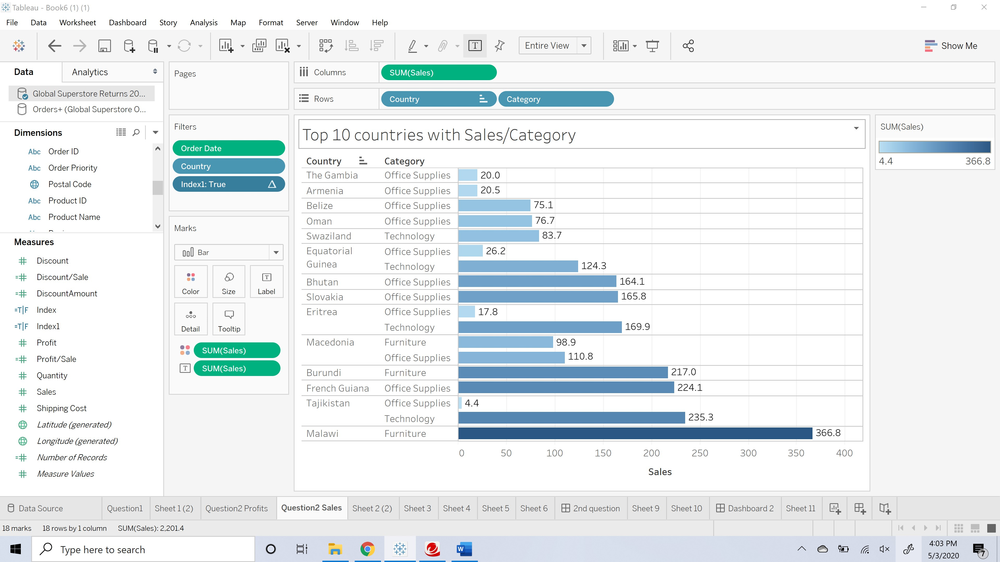 Tableau - Book6 (1) (1)
File Data Worksheet Dashboard Story Analysis Map Format Server Window Help
T Entire View Show Me
Data Analytics
Global Superstore Returns 20...
Orders+ (Global Superstore O...
Dimensions
Abc Order ID
Abc Order Priority
Postal Code
Abc Product ID
Abc Product Name
Measures
# Discount
=# Discount/Sale
=# DiscountAmount
=T|F Index
=T|F Index1
# Profit
=# Profit/Sale
# Quantity
# Sales
# Shipping Cost
Latitude (generated)
Longitude (generated)
=# Number of Records
# Measure Values
Pages
Filters
Order Date
Country
Index1: True
Marks
Bar
Color Size T Label
Detail Tooltip
SUM(Sales)
T SUM(Sales)
Columns SUM(Sales)
Rows Country Category
Top 10 countries with Sales/Category
Country Category
The Gambia Office Supplies 20.0
Armenia Office Supplies 20.5
Belize Office Supplies 75.1
Oman Office Supplies 76.7
Swaziland Technology 83.7
Equatorial Office Supplies 26.2
Guinea Technology 124.3
Bhutan Office Supplies 164.1
Slovakia Office Supplies 165.8
Eritrea Office Supplies 17.8
Technology 169.9
Macedonia Furniture 98.9
Office Supplies 110.8
Burundi Furniture 217.0
French Guiana Office Supplies 224.1
Tajikistan Office Supplies 4.4
Technology 235.3
Malawi Furniture 366.8
0 50 100 150 200 250 300 350 400
Sales
SUM(Sales)
4.4 366.8
Data Source Question1 Sheet 1 (2) Question2 Profits Question2 Sales Sheet 2 (2) Sheet 3 Sheet 4 Sheet 5 Sheet 6 2nd question Sheet 9 Sheet 10 Dashboard 2 Sheet 11
18 marks 18 rows by 1 column SUM(Sales): 2,201.4
Type here to search
W
4:03 PM
5/3/2020
7